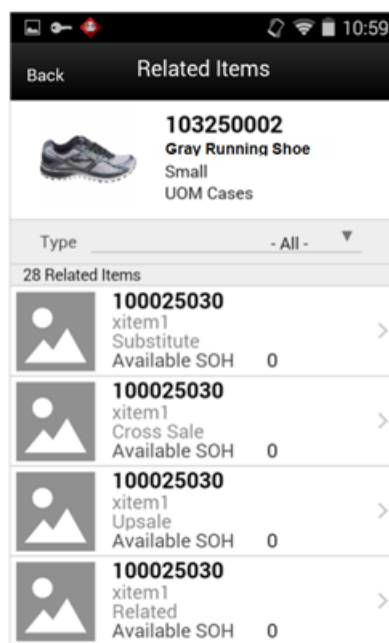 10:59
Back
Related Items
103250002
Gray Running Shoe
Small
UOM Cases
Type - All -
28 Related Items
100025030
xitem1
Substitute
Available SOH 0
100025030
xitem1
Cross Sale
Available SOH 0
100025030
xitem1
Upsale
Available SOH 0
100025030
xitem1
Related
Available SOH 0